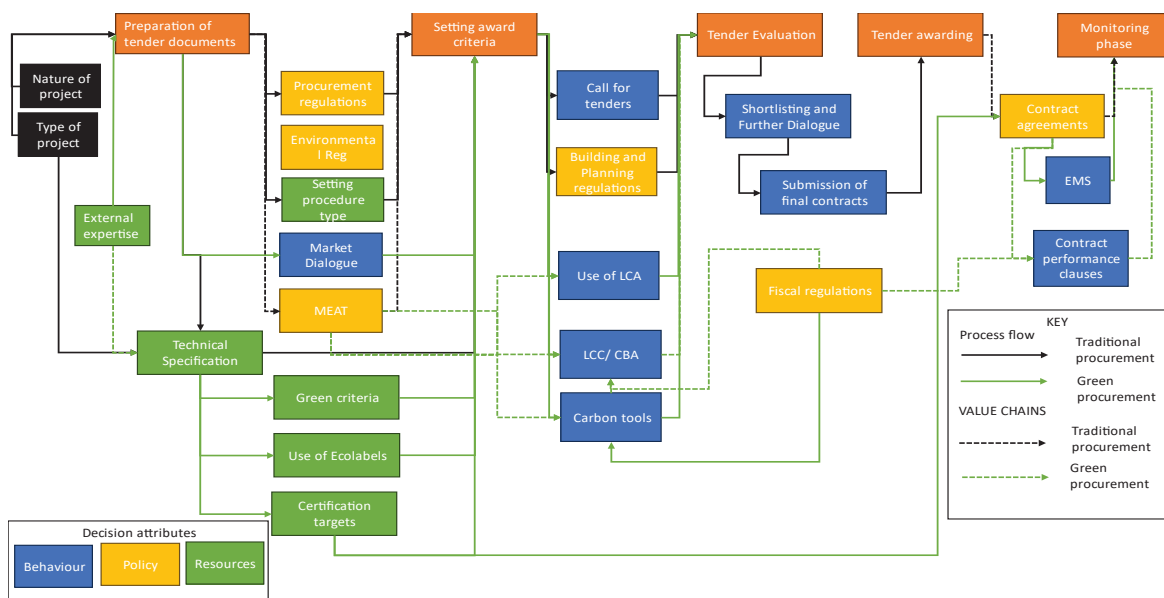 Preparation of
tender documents
Setting award
criteria
Tender Evaluation
Tender awarding
Monitoring
phase
Nature of
project
Type of
project
Procurement
regulations
Environmenta
l Reg
Setting
procedure
type
Market
Dialogue
MEAT
External
expertise
Technical
Specification
Green criteria
Use of Ecolabels
Certification
targets
Call for
tenders
Building and
Planning
regulations
Use of LCA
LCC/ CBA
Carbon tools
Shortlisting and
Further Dialogue
Submission of
final contracts
Fiscal regulations
Contract
agreements
EMS
Contract
performance
clauses
KEY
Process flow
Traditional
procurement
Green
procurement
VALUE CHAINS
Traditional
procurement
Green
procurement
Decision attributes
Behaviour
Policy
Resources